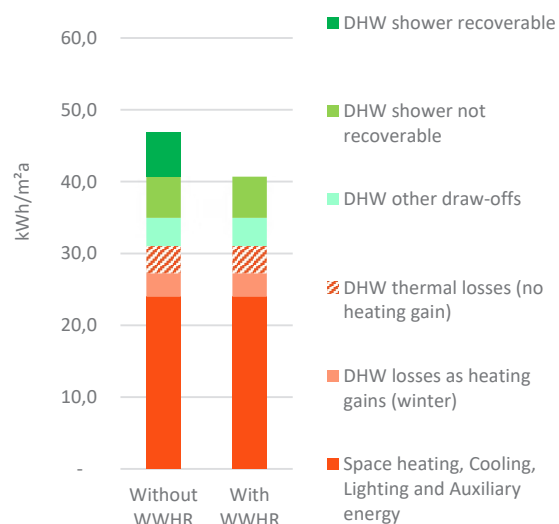 60,0
50,0
40,0
30,0
20,0
10,0
-
kWh/m²a
Without
WWHR
With
WWHR
DHW shower recoverable
DHW shower not
recoverable
DHW other draw-offs
DHW thermal losses (no
heating gain)
DHW losses as heating
gains (winter)
Space heating, Cooling,
Lighting and Auxiliary
energy